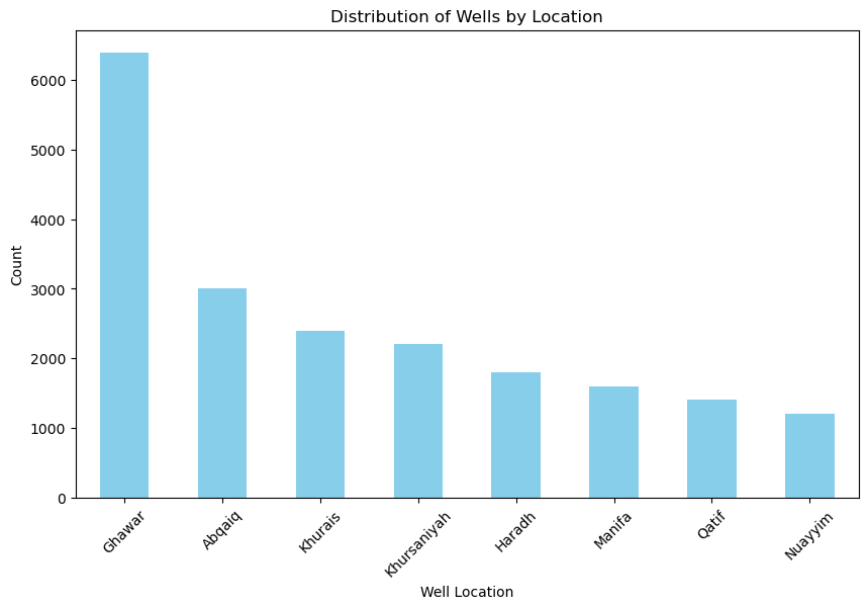 Distribution of Wells by Location
Count
6000
5000
4000
3000
2000
1000
0
Ghawar
Abqaiq
Khurais
Khursaniyah
Haradh
Manifa
Qatif
Nuayyim
Well Location